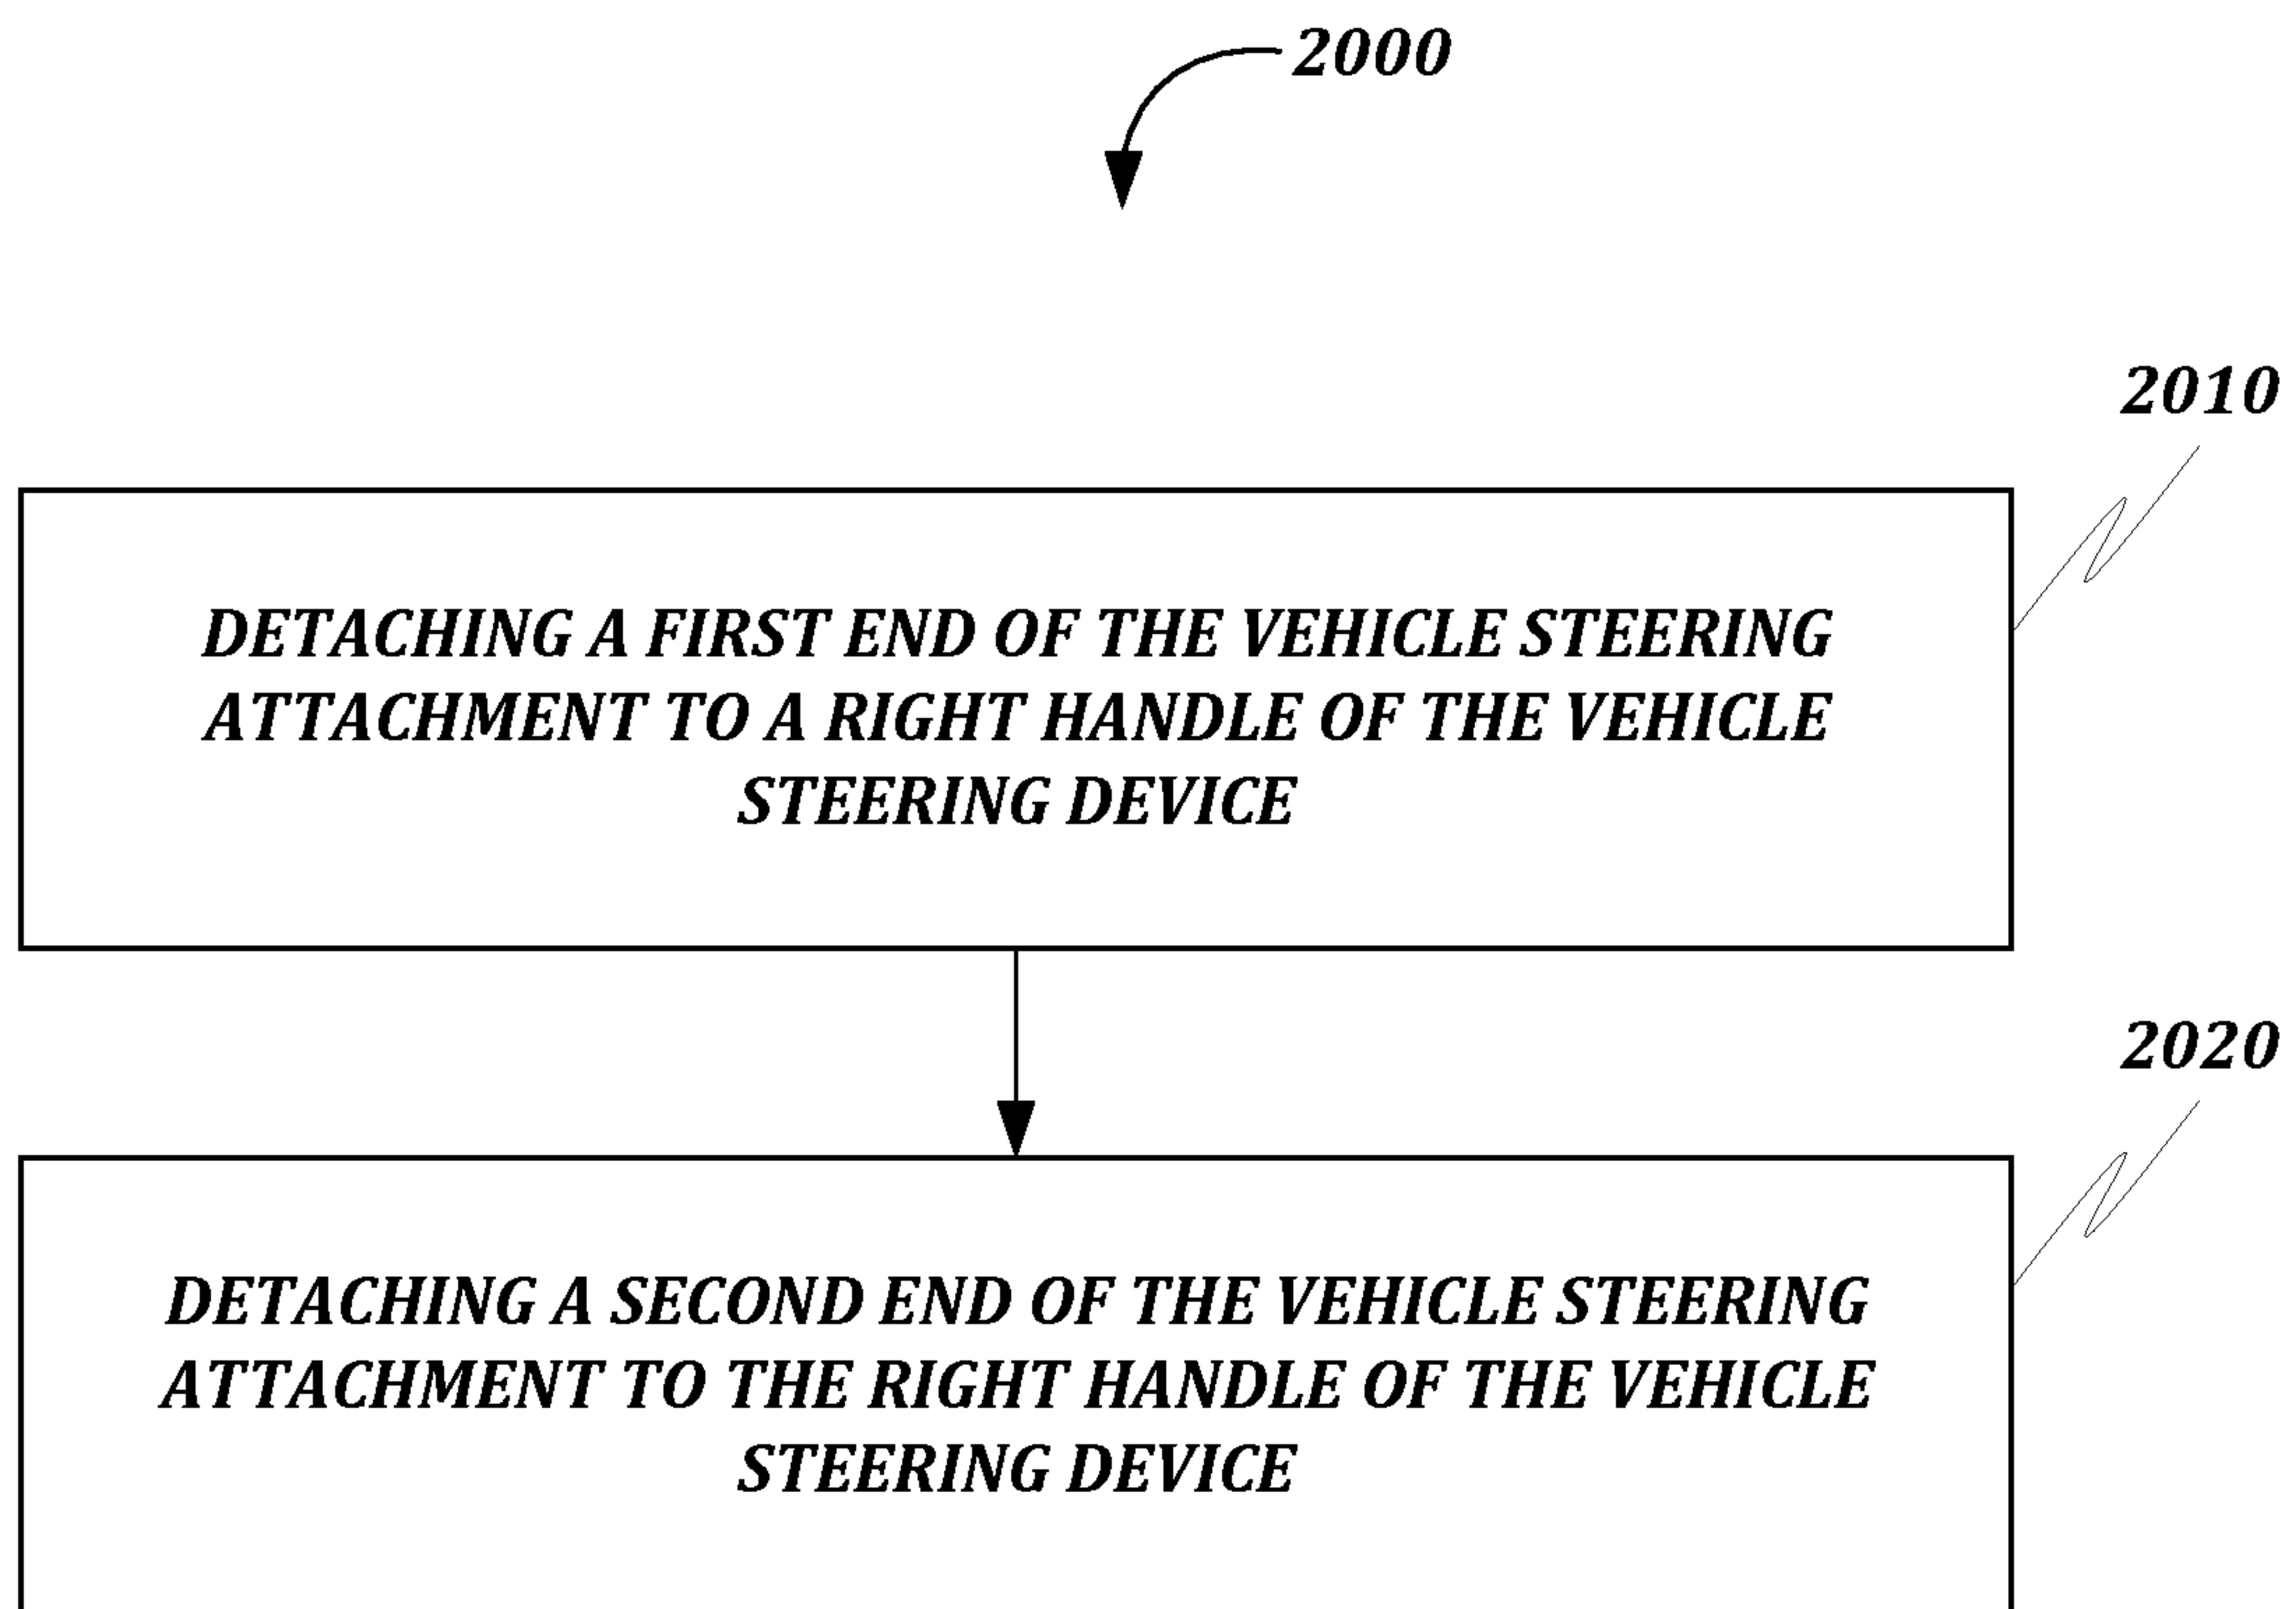 2000
2010
DETACHING A FIRST END OF THE VEHICLE STEERING
ATTACHMENT TO A RIGHT HANDLE OF THE VEHICLE
STEERING DEVICE
2020
DETACHING A SECOND END OF THE VEHICLE STEERING
ATTACHMENT TO THE RIGHT HANDLE OF THE VEHICLE
STEERING DEVICE